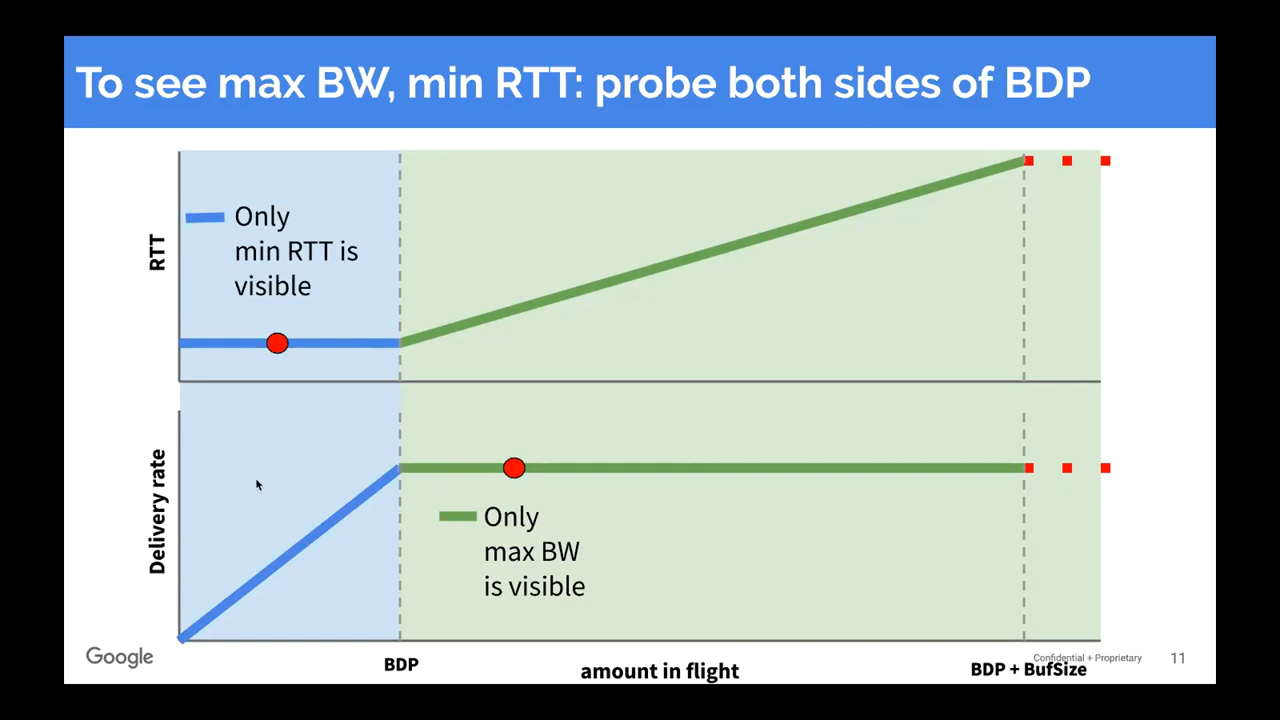 To see max BW, min RTT: probe both sides of BDP
RTT
Only
min RTT is
visible
Delivery rate
Only
max BW
is visible
BDP
amount in flight
BDP + BufSize
Google
Confidential + Proprietary
11